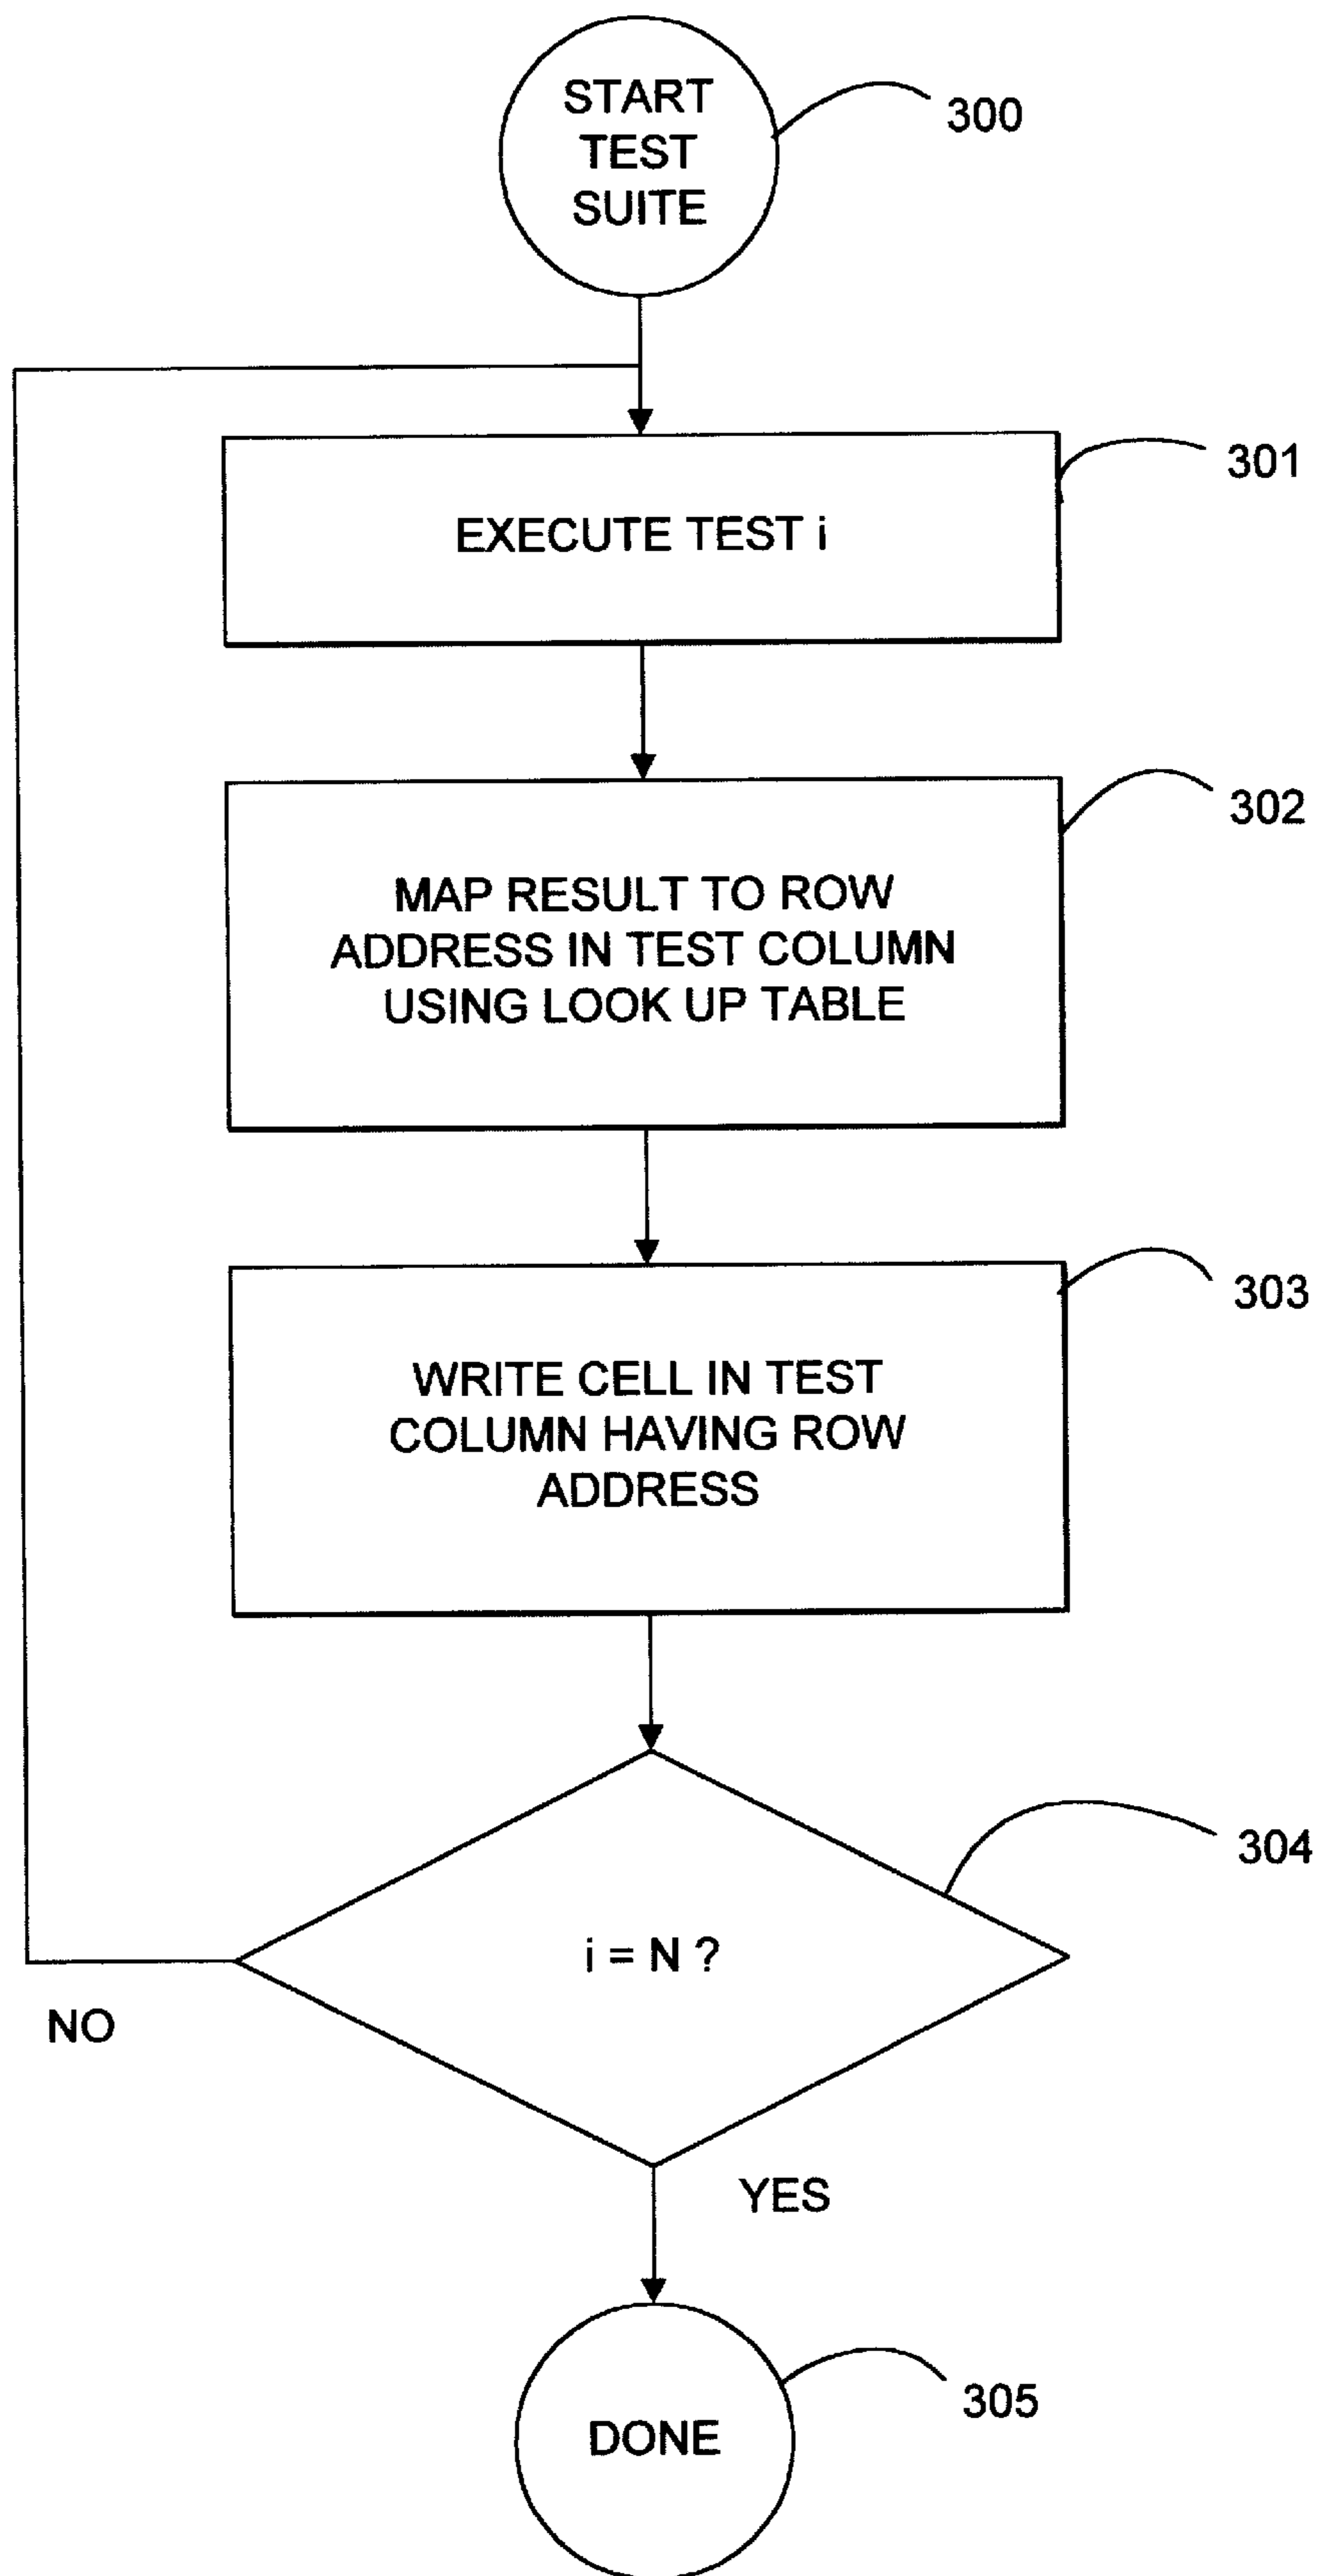 START
TEST
SUITE
300
EXECUTE TEST i
301
MAP RESULT TO ROW
ADDRESS IN TEST COLUMN
USING LOOK UP TABLE
302
WRITE CELL IN TEST
COLUMN HAVING ROW
ADDRESS
303
i = N ?
304
NO
YES
DONE
305